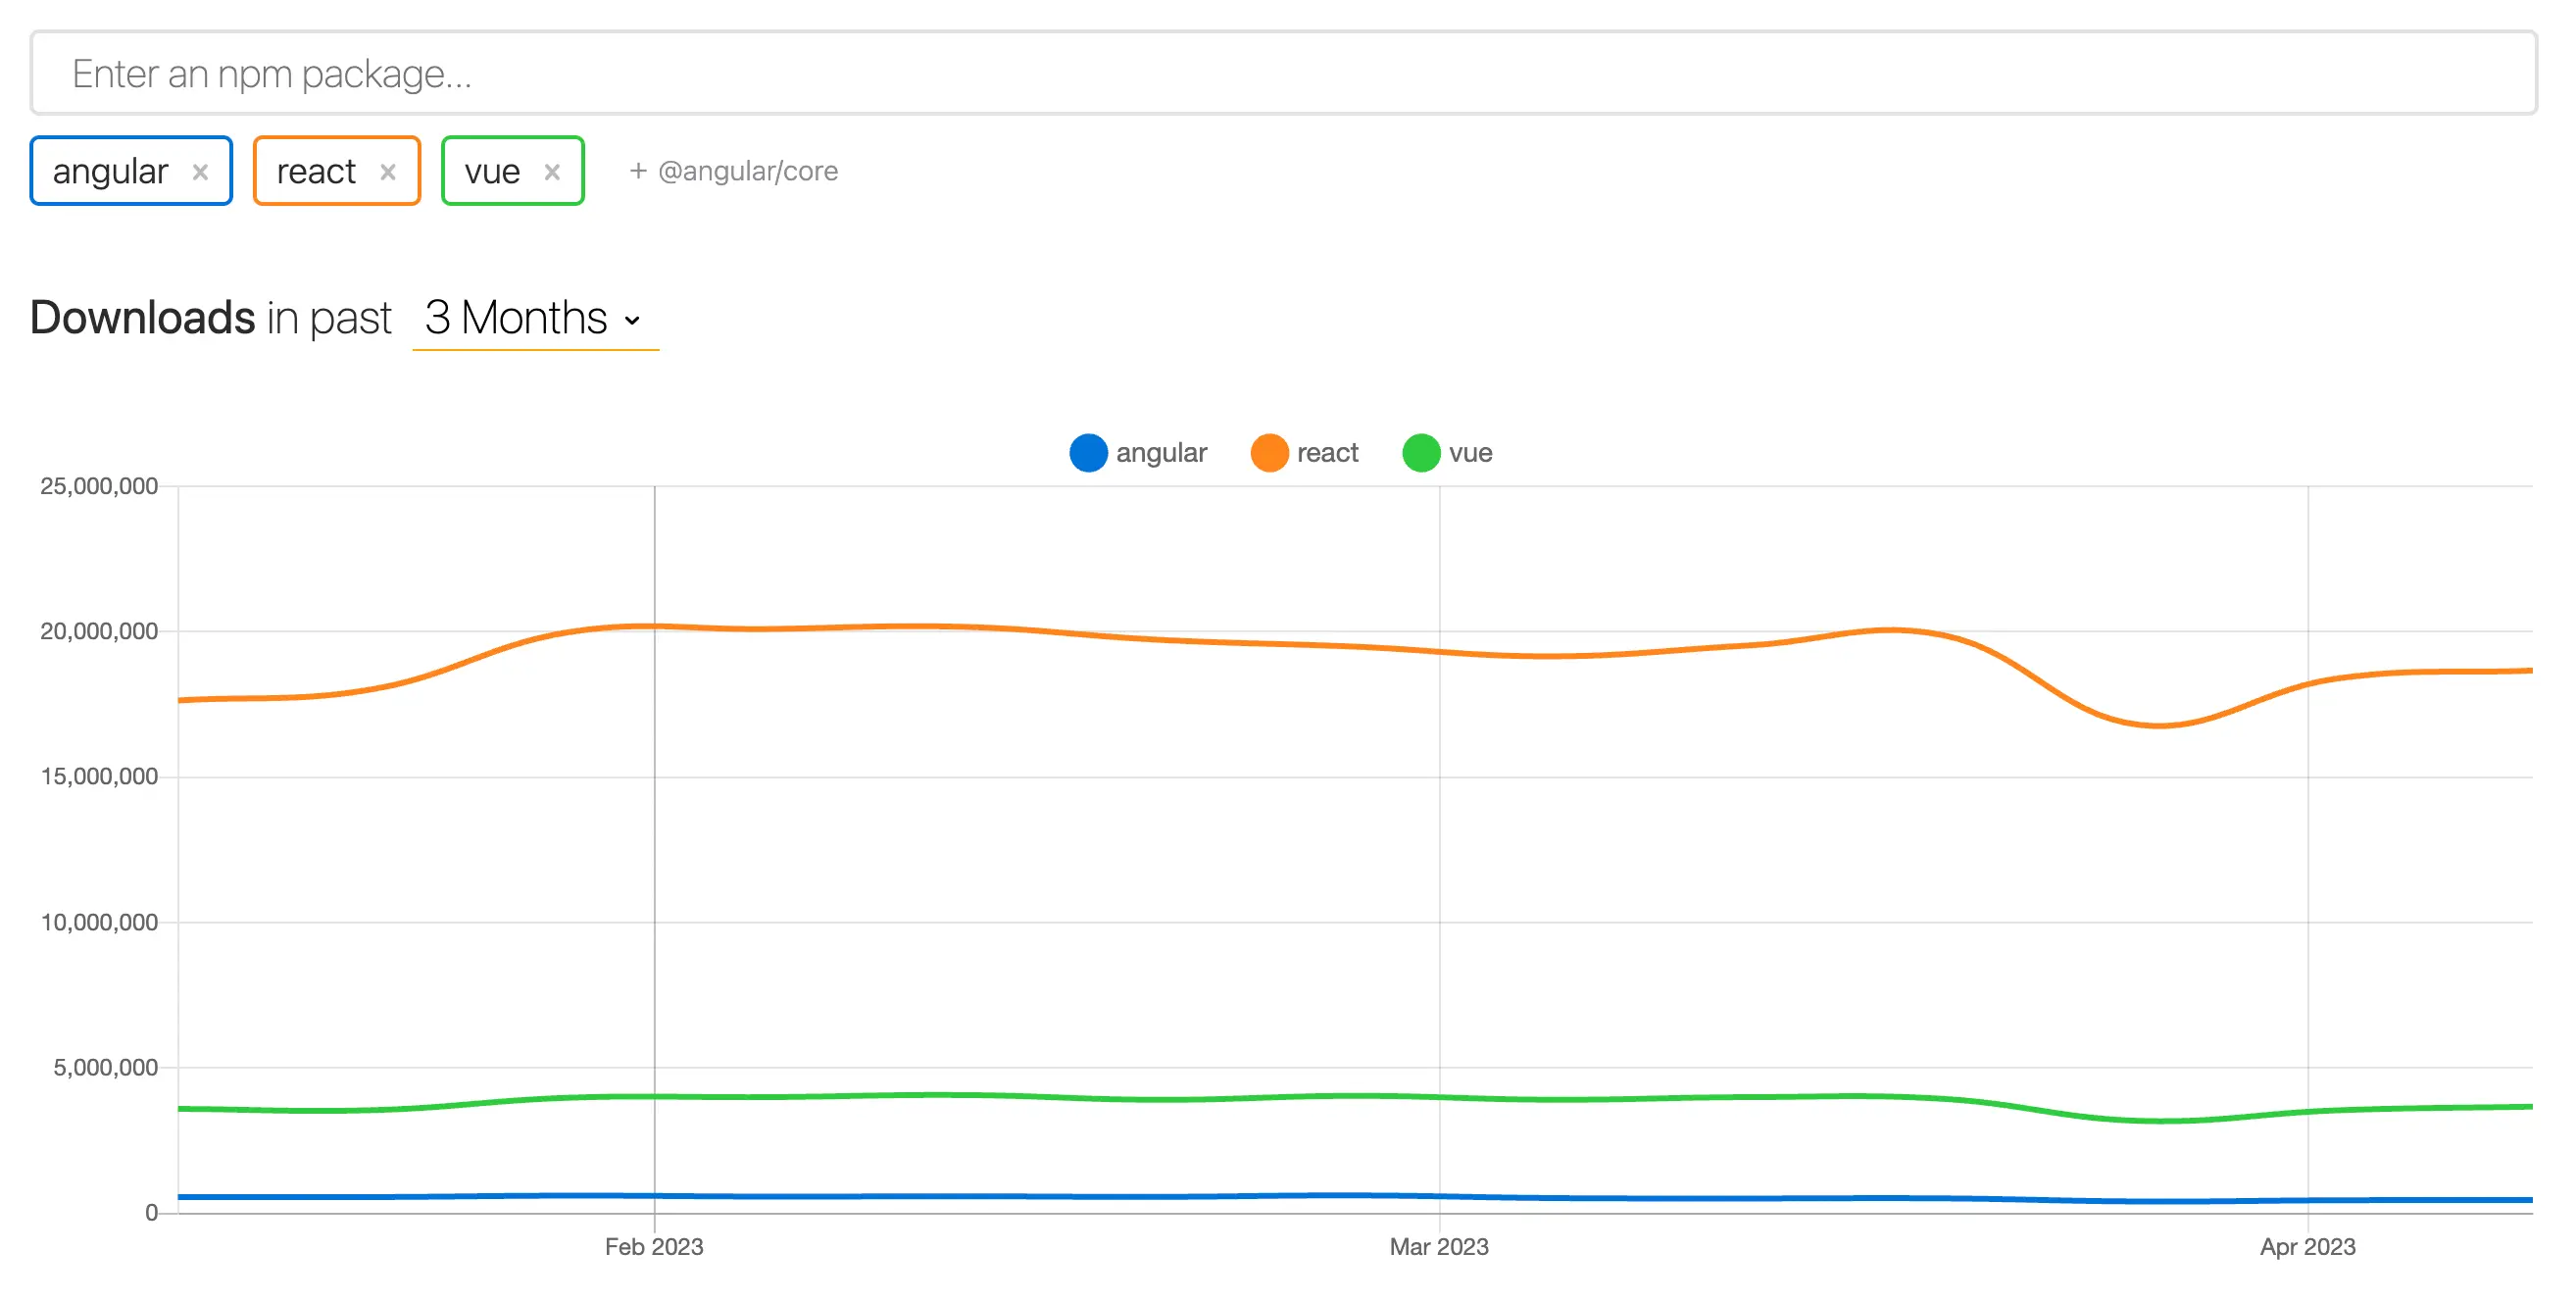 Enter an npm package...
angular × react × vue × + @angular/core
Downloads in past 3 Months
angular react vue
25,000,000
20,000,000
15,000,000
10,000,000
5,000,000
0
Feb 2023 Mar 2023 Apr 2023